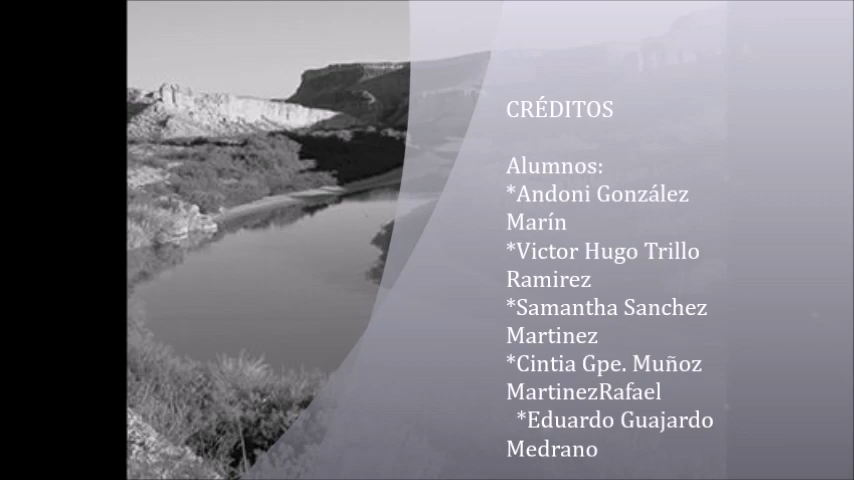 CRÉDITOS
Alumnos:
*Andoni González
Marín
*Victor Hugo Trillo
Ramirez
*Samantha Sanchez
Martinez
*Cintia Gpe. Muñoz
MartinezRafael
*Eduardo Guajardo
Medrano